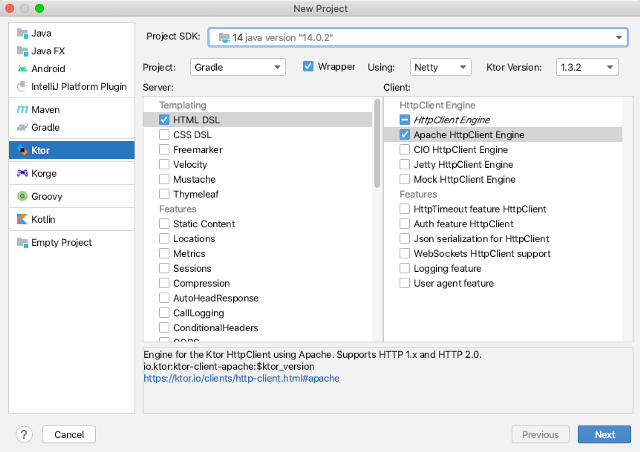 New Project
Java
Java FX
Android
IntelliJ Platform Plugin
Maven
Gradle
Ktor
Korge
Groovy
Kotlin
Empty Project
Project SDK: 14 java version "14.0.2"
Project: Gradle Wrapper Using: Netty Ktor Version: 1.3.2
Server:
Templating
HTML DSL
CSS DSL
Freemarker
Velocity
Mustache
Thymeleaf
Features
Static Content
Locations
Metrics
Sessions
Compression
AutoHeadResponse
CallLogging
ConditionalHeaders
Client:
HttpClient Engine
HttpClient Engine
Apache HttpClient Engine
CIO HttpClient Engine
Jetty HttpClient Engine
Mock HttpClient Engine
Features
HttpTimeout feature HttpClient
Auth feature HttpClient
Json serialization for HttpClient
WebSockets HttpClient support
Logging feature
User agent feature
Engine for the Ktor HttpClient using Apache. Supports HTTP 1.x and HTTP 2.0.
io.ktor:ktor-client-apache:$ktor_version
https://ktor.io/clients/http-client.html#apache
? Cancel Previous Next